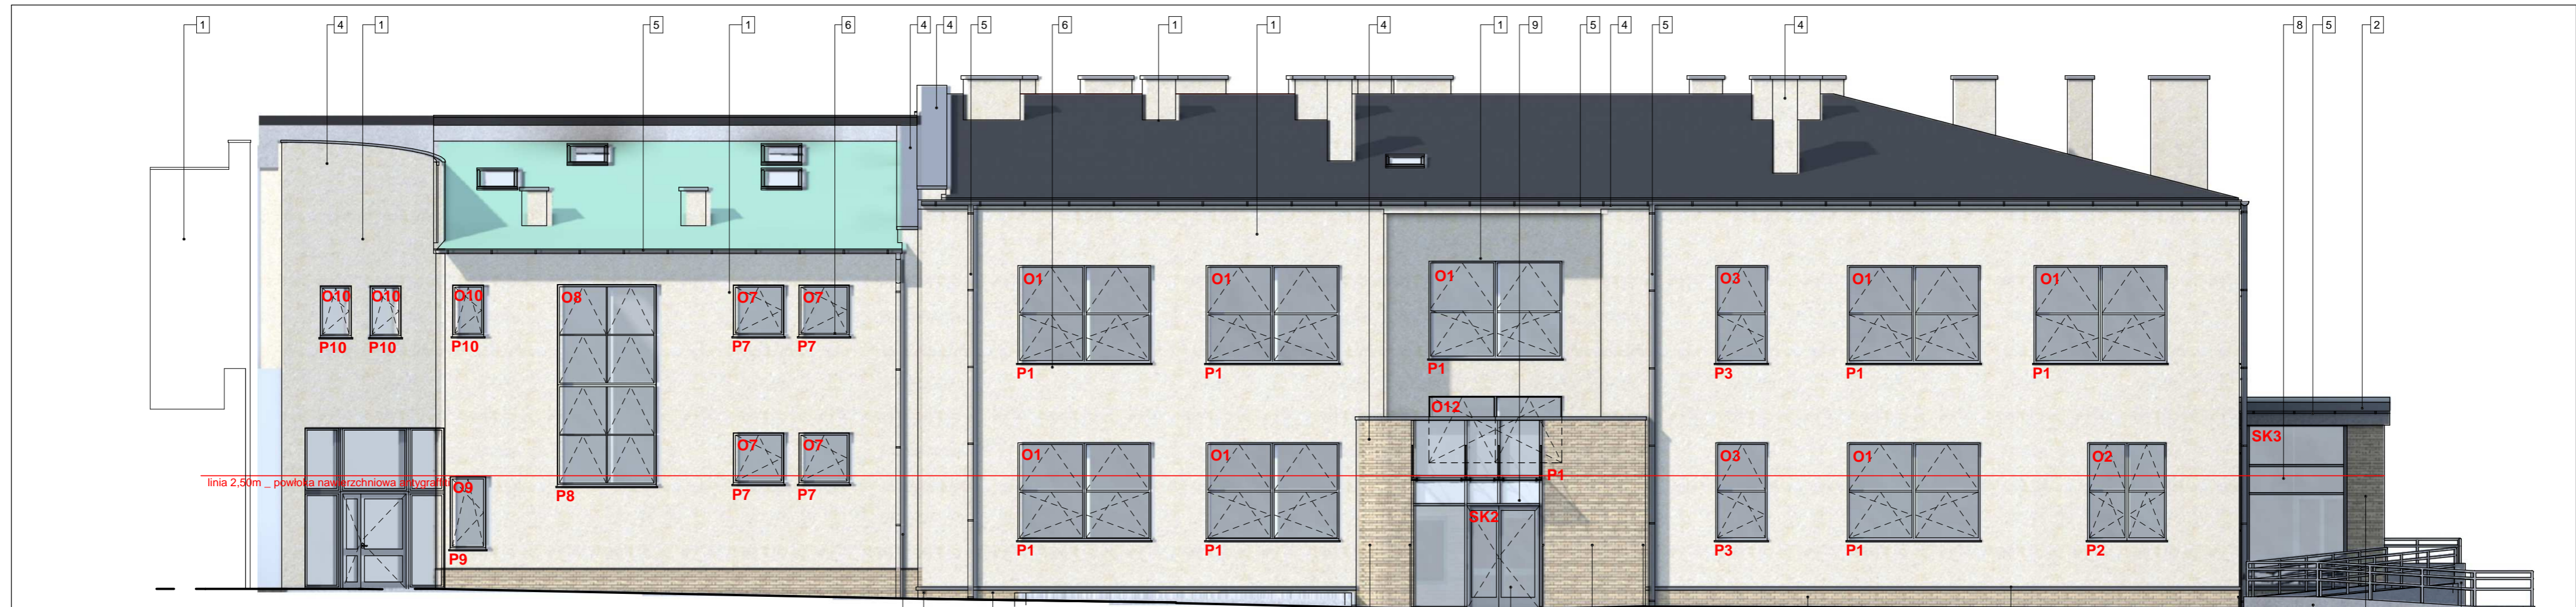 1 4 1 5 1 6 4 4 5 6 1 1 4 1 9 5 4 5 4 8 5 2
O1 O1 O1 O3 O1 O1
O10 O10 O10 O8 O7 O7
P10 P10 P10 P7 P7
P1 P1 P1 P3 P1 P1
O12
SK3
O7 O7 O1 O1 O3 O1 O2
P1
linia 2,50m _ powłoka nawierzchniowa antygraffiti
O9
P8 P7 P7
SK2
P9 P1 P1 P3 P1 P2